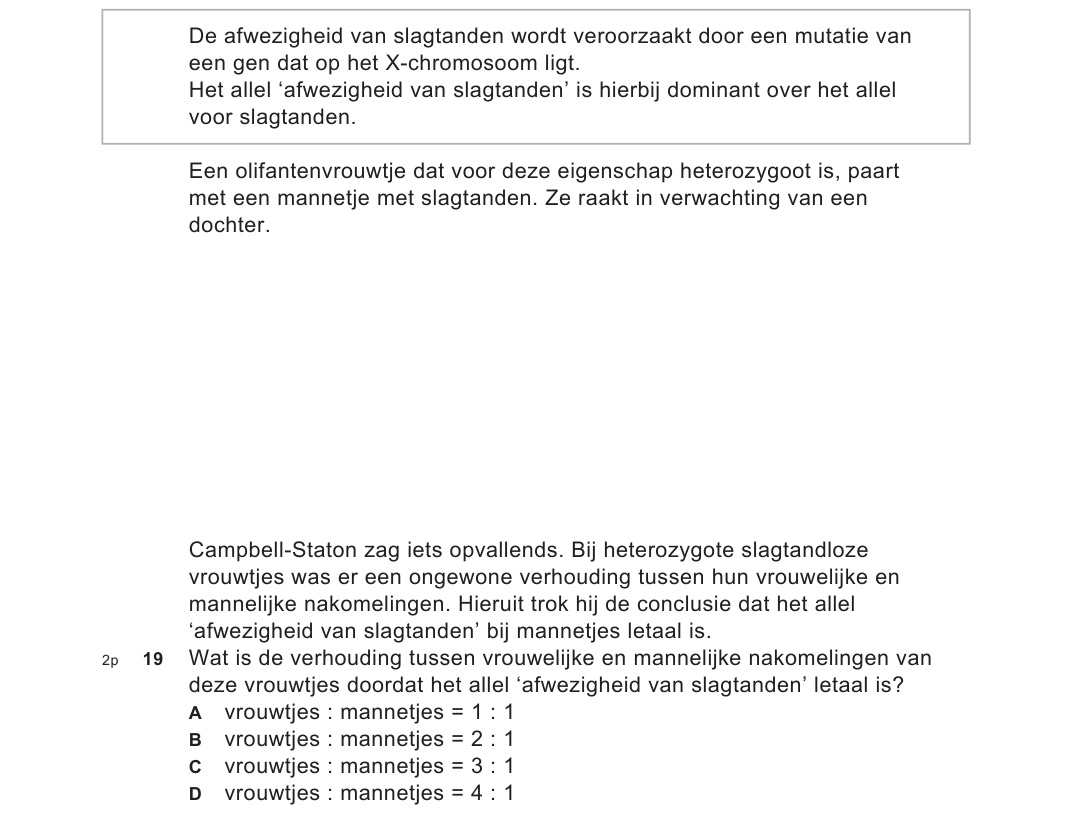 De afwezigheid van slagtanden wordt veroorzaakt door een mutatie van
een gen dat op het X-chromosoom ligt.
Het allel ‘afwezigheid van slagtanden’ is hierbij dominant over het allel
voor slagtanden.
Een olifantenvrouwtje dat voor deze eigenschap heterozygoot is, paart
met een mannetje met slagtanden. Ze raakt in verwachting van een
dochter.
Campbell-Staton zag iets opvallends. Bij heterozygote slagtandloze
vrouwtjes was er een ongewone verhouding tussen hun vrouwelijke en
mannelijke nakomelingen. Hieruit trok hij de conclusie dat het allel
‘afwezigheid van slagtanden’ bij mannetjes letaal is.
2p 19 Wat is de verhouding tussen vrouwelijke en mannelijke nakomelingen van
deze vrouwtjes doordat het allel ‘afwezigheid van slagtanden’ letaal is?
A vrouwtjes : mannetjes = 1 : 1
B vrouwtjes : mannetjes = 2 : 1
C vrouwtjes : mannetjes = 3 : 1
D vrouwtjes : mannetjes = 4 : 1